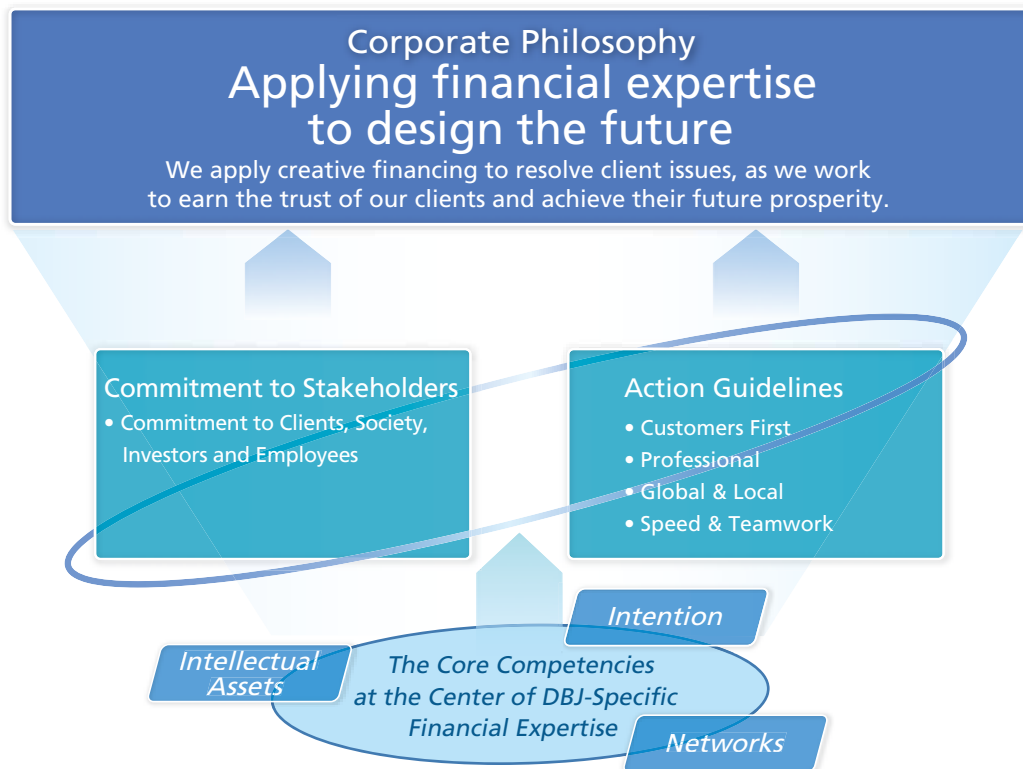 Corporate Philosophy
Applying financial expertise
to design the future
We apply creative financing to resolve client issues, as we work
to earn the trust of our clients and achieve their future prosperity.
Commitment to Stakeholders
• Commitment to Clients, Society,
Investors and Employees
Action Guidelines
• Customers First
• Professional
• Global & Local
• Speed & Teamwork
Intention
Intellectual
Assets
The Core Competencies
at the Center of DBJ-Specific
Financial Expertise
Networks